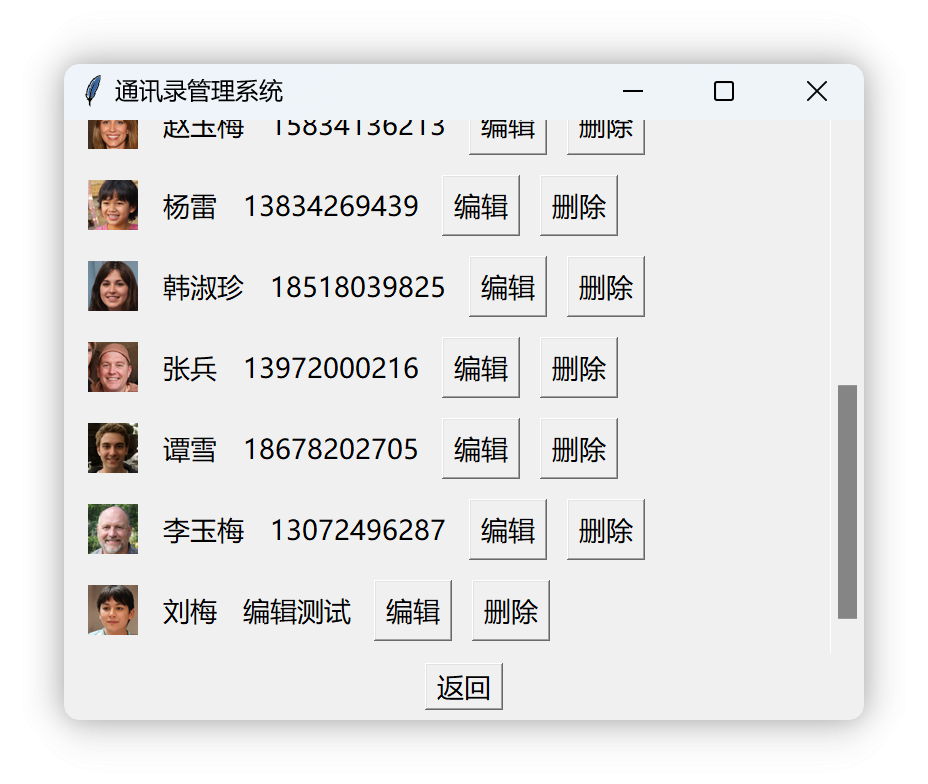 通讯录管理系统
赵玉梅 15834136213 编辑 删除
杨雷 13834269439 编辑 删除
韩淑珍 18518039825 编辑 删除
张兵 13972000216 编辑 删除
谭雪 18678202705 编辑 删除
李玉梅 13072496287 编辑 删除
刘梅 编辑测试 编辑 删除
返回